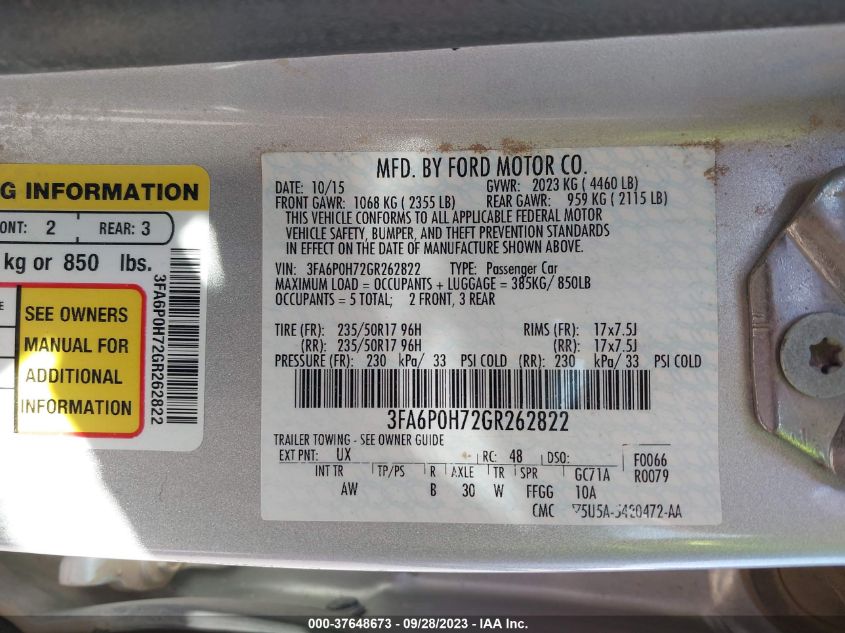 G INFORMATION
ONT: 2 REAR: 3
kg or 850 lbs.
SEE OWNERS
MANUAL FOR
ADDITIONAL
INFORMATION
3FA6P0H72GR262822
MFD. BY FORD MOTOR CO.
DATE: 10/15 GVWR: 2023 KG ( 4460 LB)
FRONT GAWR: 1068 KG ( 2355 LB) REAR GAWR: 959 KG ( 2115 LB)
THIS VEHICLE CONFORMS TO ALL APPLICABLE FEDERAL MOTOR
VEHICLE SAFETY, BUMPER, AND THEFT PREVENTION STANDARDS
IN EFFECT ON THE DATE OF MANUFACTURE SHOWN ABOVE.
VIN: 3FA6P0H72GR262822 TYPE: Passenger Car
MAXIMUM LOAD = OCCUPANTS + LUGGAGE = 385KG/ 850LB
OCCUPANTS = 5 TOTAL; 2 FRONT, 3 REAR
TIRE (FR): 235/50R17 96H RIMS (FR): 17x7.5J
(RR): 235/50R17 96H (RR): 17x7.5J
PRESSURE (FR): 230 kPa/ 33 PSI COLD (RR): 230 kPa/ 33 PSI COLD
3FA6P0H72GR262822
TRAILER TOWING - SEE OWNER GUIDE
EXT PNT: UX RC: 48 DSO: F0066
INT TR TP/PS R AXLE TR SPR GC71A R0079
AW B 30 W FFGG 10A
CMC 5U5A-5420472-AA
000-37648673 - 09/28/2023 - IAA Inc.